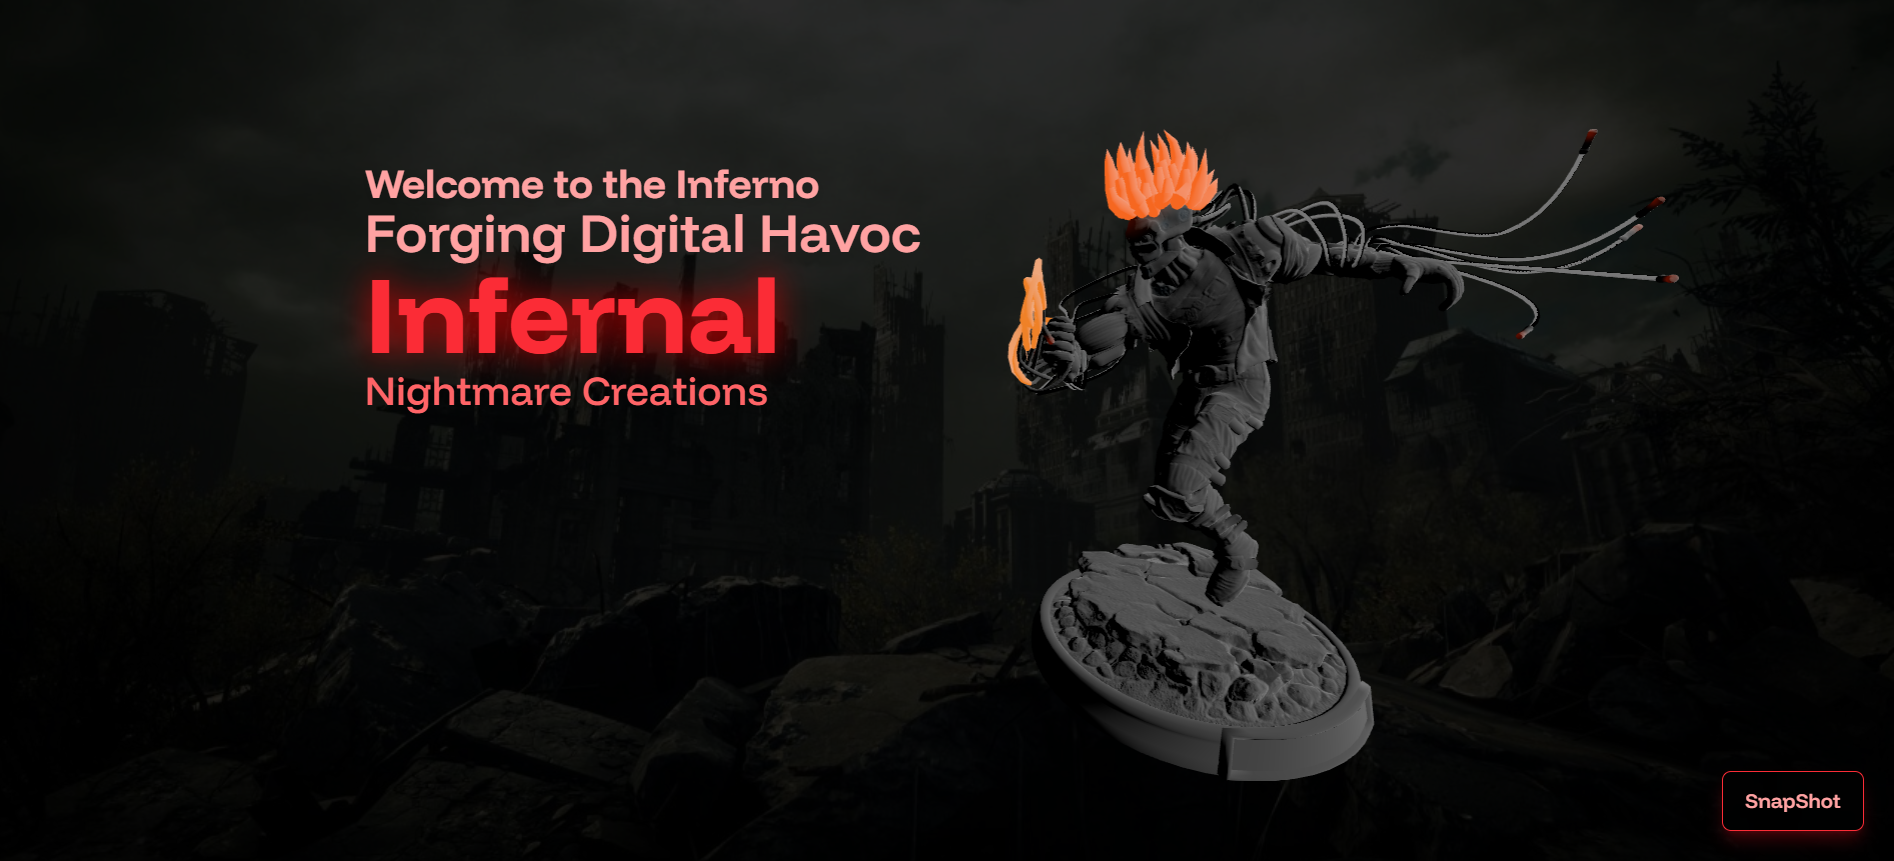 Welcome to the Inferno
Forging Digital Havoc
Infernal
Nightmare Creations
SnapShot